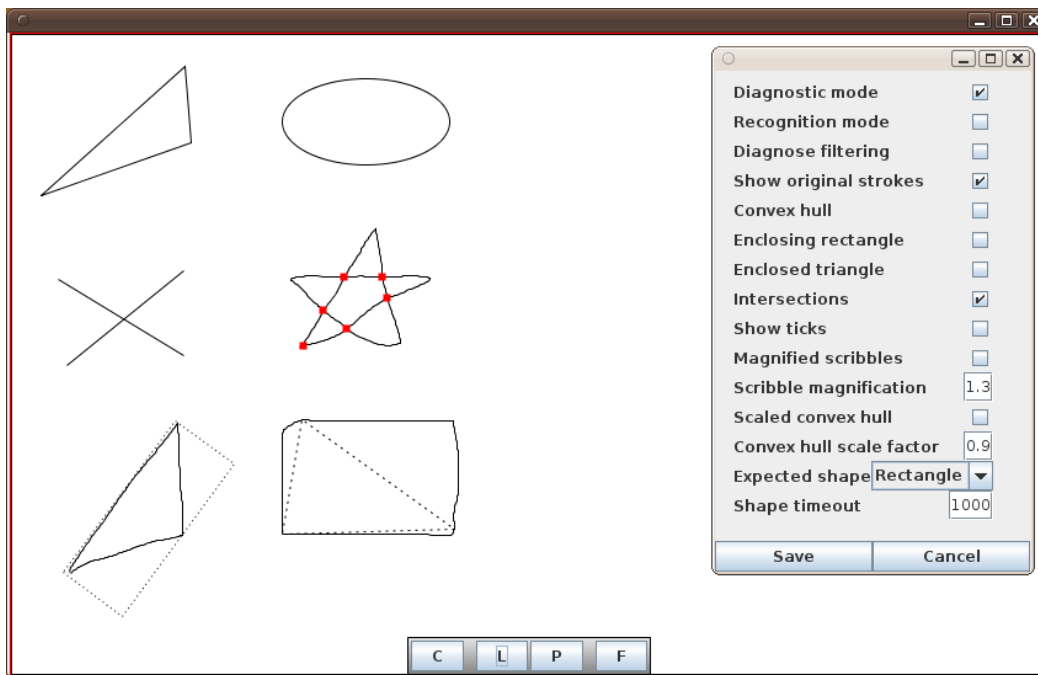 Diagnostic mode
Recognition mode
Diagnose filtering
Show original strokes
Convex hull
Enclosing rectangle
Enclosed triangle
Intersections
Show ticks
Magnified scribbles
Scribble magnification 1.3
Scaled convex hull
Convex hull scale factor 0.9
Expected shape Rectangle
Shape timeout 1000
Save Cancel
C L P F